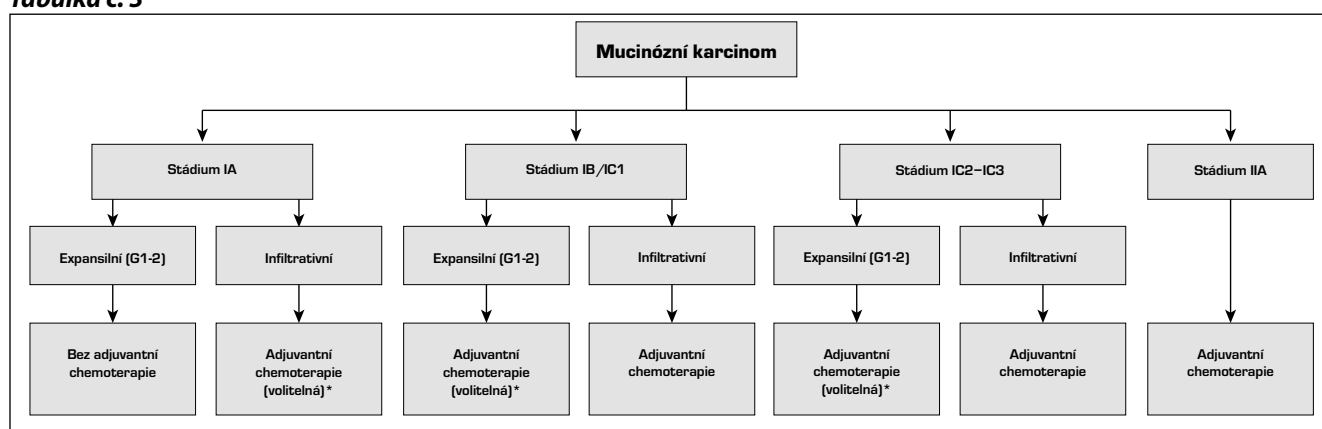 Tabulka č. 3
Mucinózní karcinom
Stádium IA
Stádium IB/IC1
Stádium IC2–IC3
Stádium IIA
Expansilní (G1-2)
Infiltrativní
Expansilní (G1-2)
Infiltrativní
Expansilní (G1-2)
Infiltrativní
Bez adjuvantní
chemoterapie
Adjuvantní
chemoterapie
(volitelná)*
Adjuvantní
chemoterapie
(volitelná)*
Adjuvantní
chemoterapie
Adjuvantní
chemoterapie
(volitelná)*
Adjuvantní
chemoterapie
Adjuvantní
chemoterapie